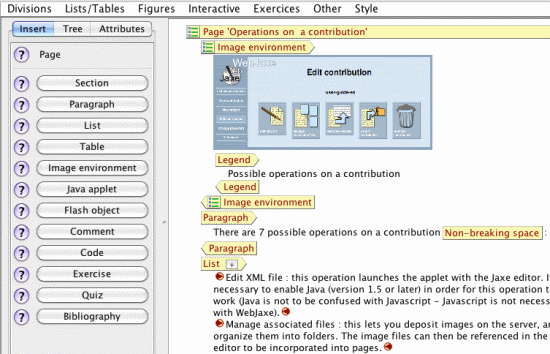 Divisions Lists/Tables Figures Interactive Exercices Other Style
Insert Tree Attributes
? Page
? Section
? Paragraph
? List
? Table
? Image environment
? Java applet
? Flash object
? Comment
? Code
? Exercise
? Quiz
? Bibliography
Page 'Operations on a contribution'
Image environment
WebJaxe
Jaxe
Edit contribution
user-guide-en
Legend
Possible operations on a contribution
Legend
Image environment
Paragraph
There are 7 possible operations on a contribution Non-breaking space :
Paragraph
List +
Edit XML file : this operation launches the applet with the Jaxe editor. I
necessary to enable Java (version 1.5 or later) in order for this operation t
work (Java is not to be confused with Javascript - Javascript is not neces
with WebJaxe).
Manage associated files : this lets you deposit images on the server, a
organize them into folders. The image files can then be referenced in the
editor to be incorporated into pages.